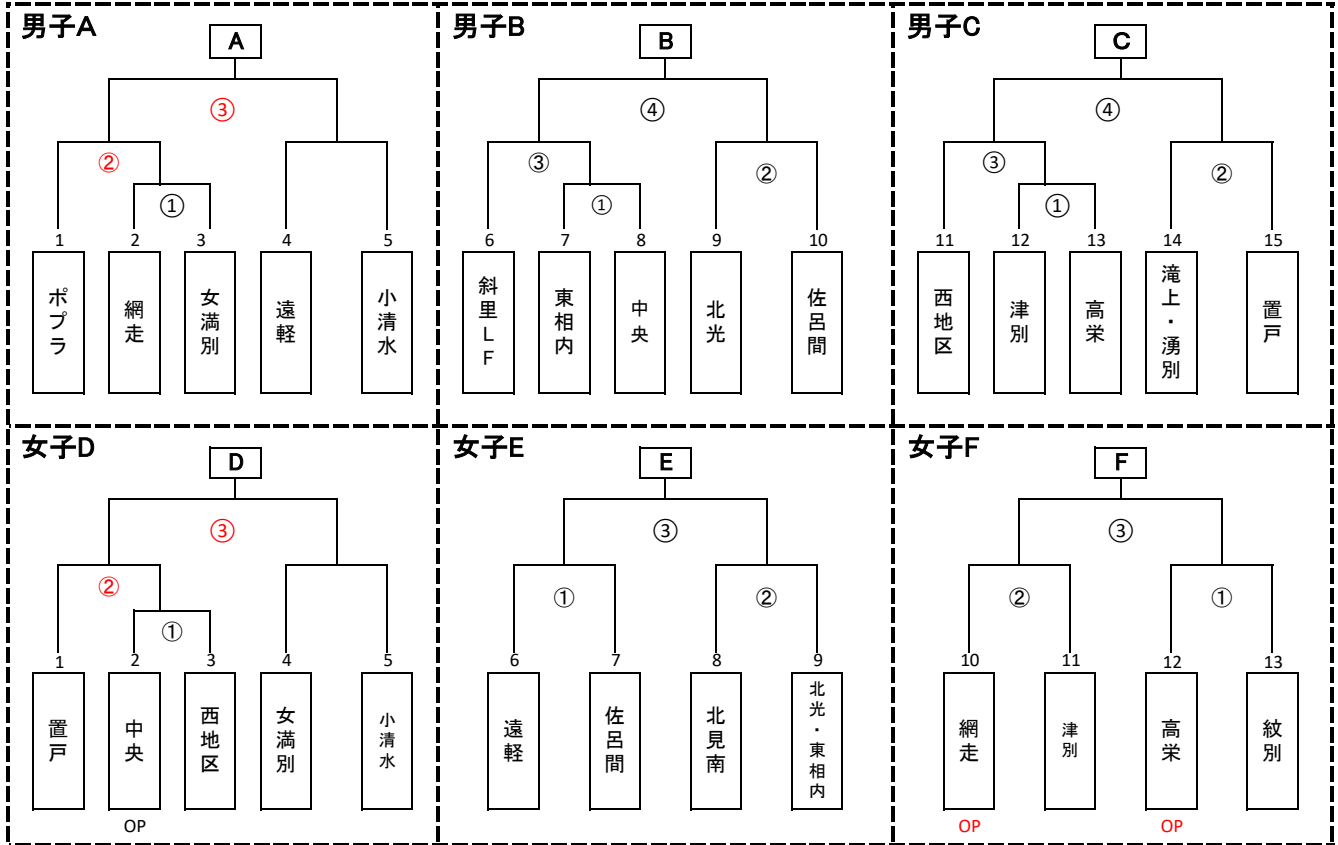 男子A
A
③
②
①
1 2 3 4 5
ポプラ
網走
女満別
遠軽
小清水
男子B
B
④
③
②
①
6 7 8 9 10
斜里LF
東相内
中央
北光
佐呂間
男子C
C
④
③
②
①
11 12 13 14 15
西地区
津別
高栄
滝上・湧別
置戸
女子D
D
③
②
①
1 2 3 4 5
置戸
中央
西地区
女満別
小清水
OP
女子E
E
③
① ②
6 7 8 9
遠軽
佐呂間
北見南
北光・東相内
女子F
F
③
② ①
10 11 12 13
網走
津別
高栄
紋別
OP OP